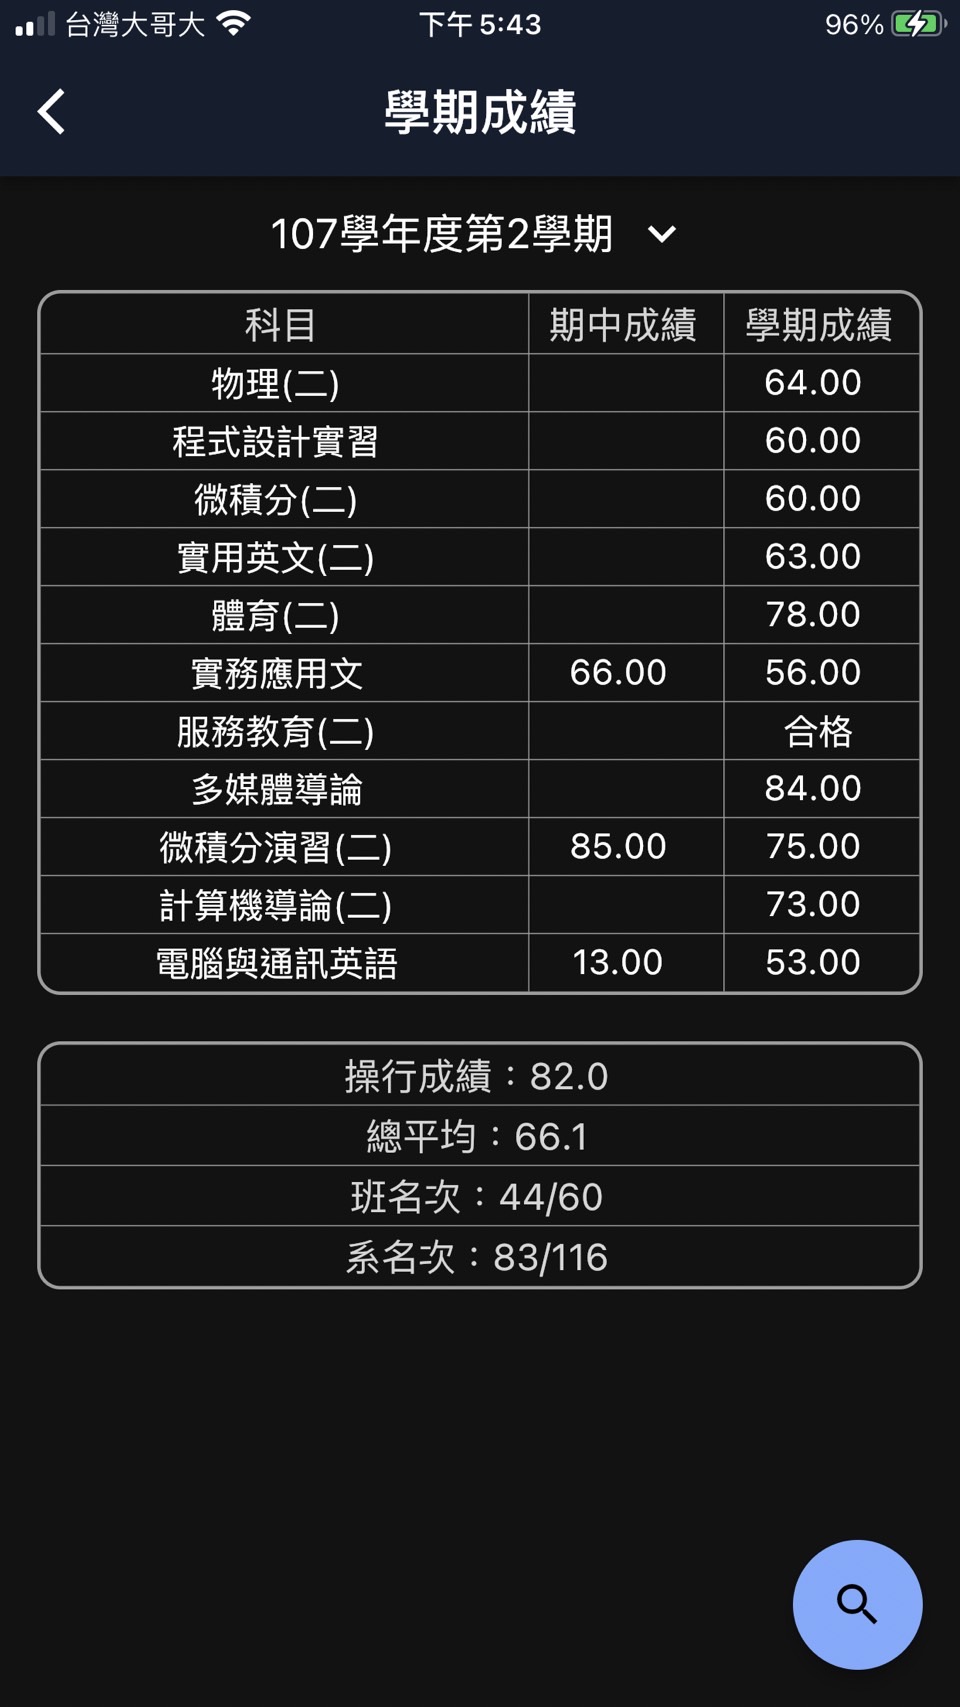 台灣大哥大 下午 5:43 96%
學期成績
107學年度第2學期
科目 期中成績 學期成績
物理(二) 64.00
程式設計實習 60.00
微積分(二) 60.00
實用英文(二) 63.00
體育(二) 78.00
實務應用文 66.00 56.00
服務教育(二) 合格
多媒體導論 84.00
微積分演習(二) 85.00 75.00
計算機導論(二) 73.00
電腦與通訊英語 13.00 53.00
操行成績：82.0
總平均：66.1
班名次：44/60
系名次：83/116